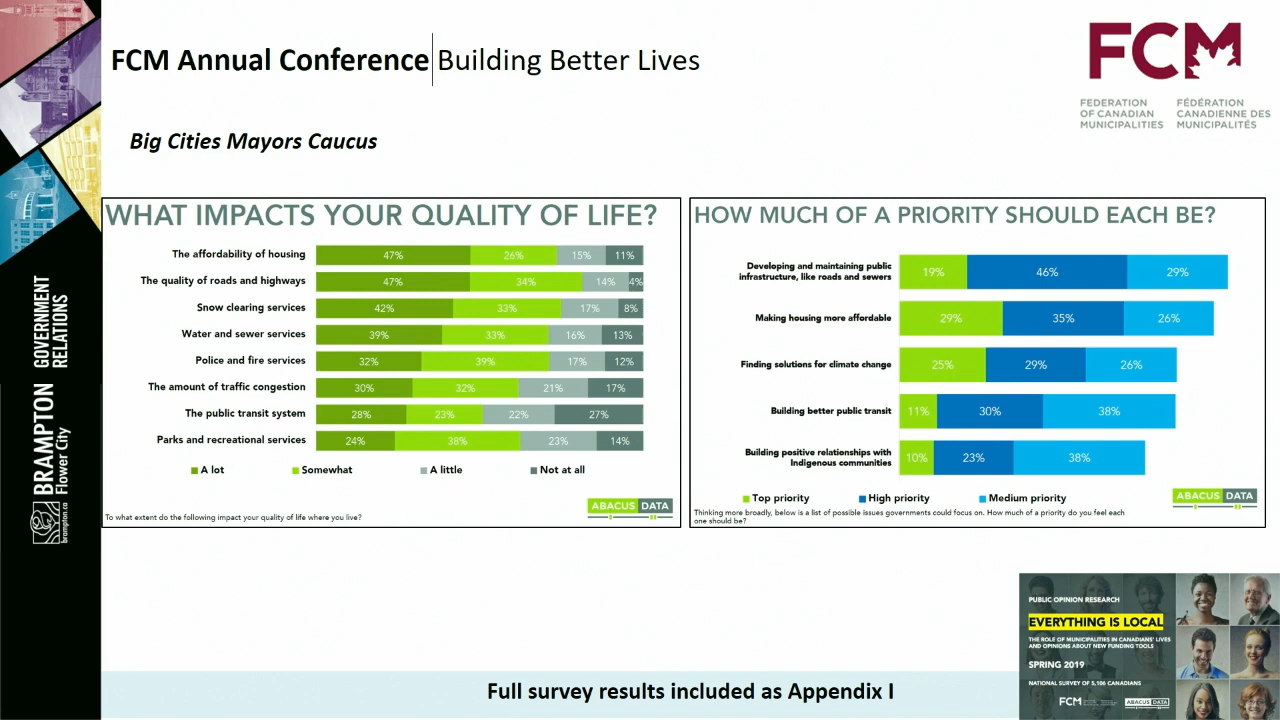 FCM Annual Conference Building Better Lives
FCM
FEDERATION
OF CANADIAN
MUNICIPALITIES
FÉDÉRATION
CANADIENNE DES
MUNICIPALITÉS
Big Cities Mayors Caucus
GOVERNMENT
RELATIONS
BRAMPTON
Flower City
brampton.ca
WHAT IMPACTS YOUR QUALITY OF LIFE?
The affordability of housing 47% 26% 15% 11%
The quality of roads and highways 47% 34% 14% 4%
Snow clearing services 42% 33% 17% 8%
Water and sewer services 39% 33% 16% 13%
Police and fire services 32% 39% 17% 12%
The amount of traffic congestion 30% 32% 21% 17%
The public transit system 28% 23% 22% 27%
Parks and recreational services 24% 38% 23% 14%
A lot Somewhat A little Not at all
ABACUS DATA
To what extent do the following impact your quality of life where you live?
HOW MUCH OF A PRIORITY SHOULD EACH BE?
Developing and maintaining public
infrastructure, like roads and sewers 19% 46% 29%
Making housing more affordable 29% 35% 26%
Finding solutions for climate change 25% 29% 26%
Building better public transit 11% 30% 38%
Building positive relationships with
Indigenous communities 10% 23% 38%
Top priority High priority Medium priority
ABACUS DATA
Thinking more broadly, below is a list of possible issues governments could focus on. How much of a priority do you feel each
one should be?
PUBLIC OPINION RESEARCH
EVERYTHING IS LOCAL
THE ROLE OF MUNICIPALITIES IN CANADIANS' LIVES
AND OPINIONS ABOUT NEW FUNDING TOOLS
SPRING 2019
NATIONAL SURVEY OF 5,106 CANADIANS
FCM ABACUS DATA
Full survey results included as Appendix I